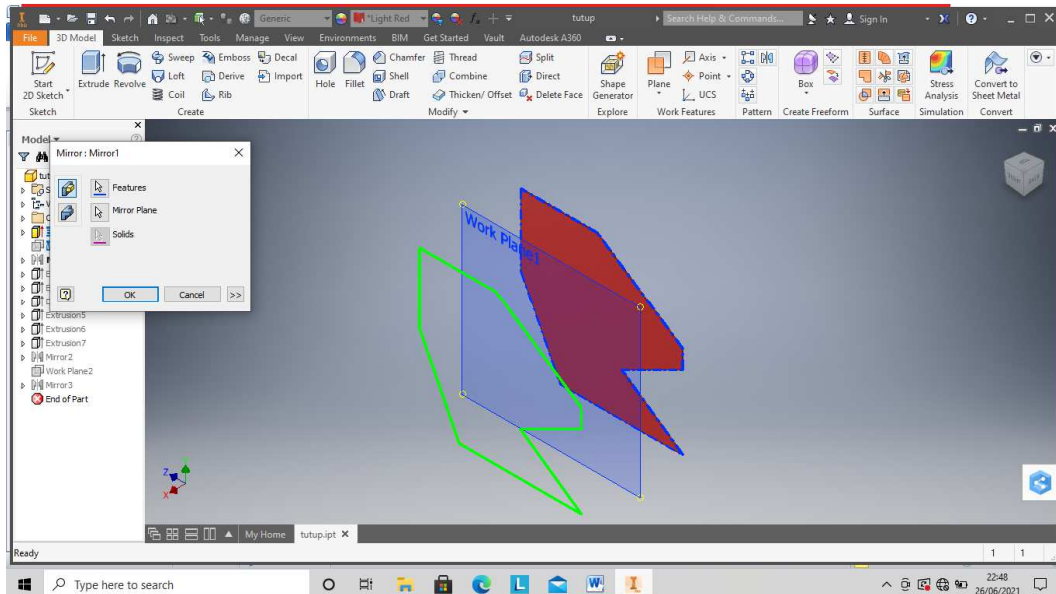 Generic
*Light Red
tutup
Search Help & Commands...
Sign In
File 3D Model Sketch Inspect Tools Manage View Environments BIM Get Started Vault Autodesk A360
Start
2D Sketch
Extrude Revolve
Sweep Emboss Decal
Loft Derive Import
Coil Rib
Hole Fillet
Chamfer Thread Split
Shell Combine Direct
Draft Thicken/ Offset Delete Face
Shape
Generator
Plane
Axis
Point
UCS
Box
Stress
Analysis
Convert to
Sheet Metal
Sketch Create Modify Explore Work Features Pattern Create Freeform Surface Simulation Convert
Model
Mirror : Mirror1
Features
Mirror Plane
Solids
OK Cancel >>
Extrusion5
Extrusion6
Extrusion7
Mirror2
Work Plane2
Mirror3
End of Part
Work Plane1
Z
X
My Home tutup.ipt
Ready
1 1
Type here to search
22:48
26/06/2021